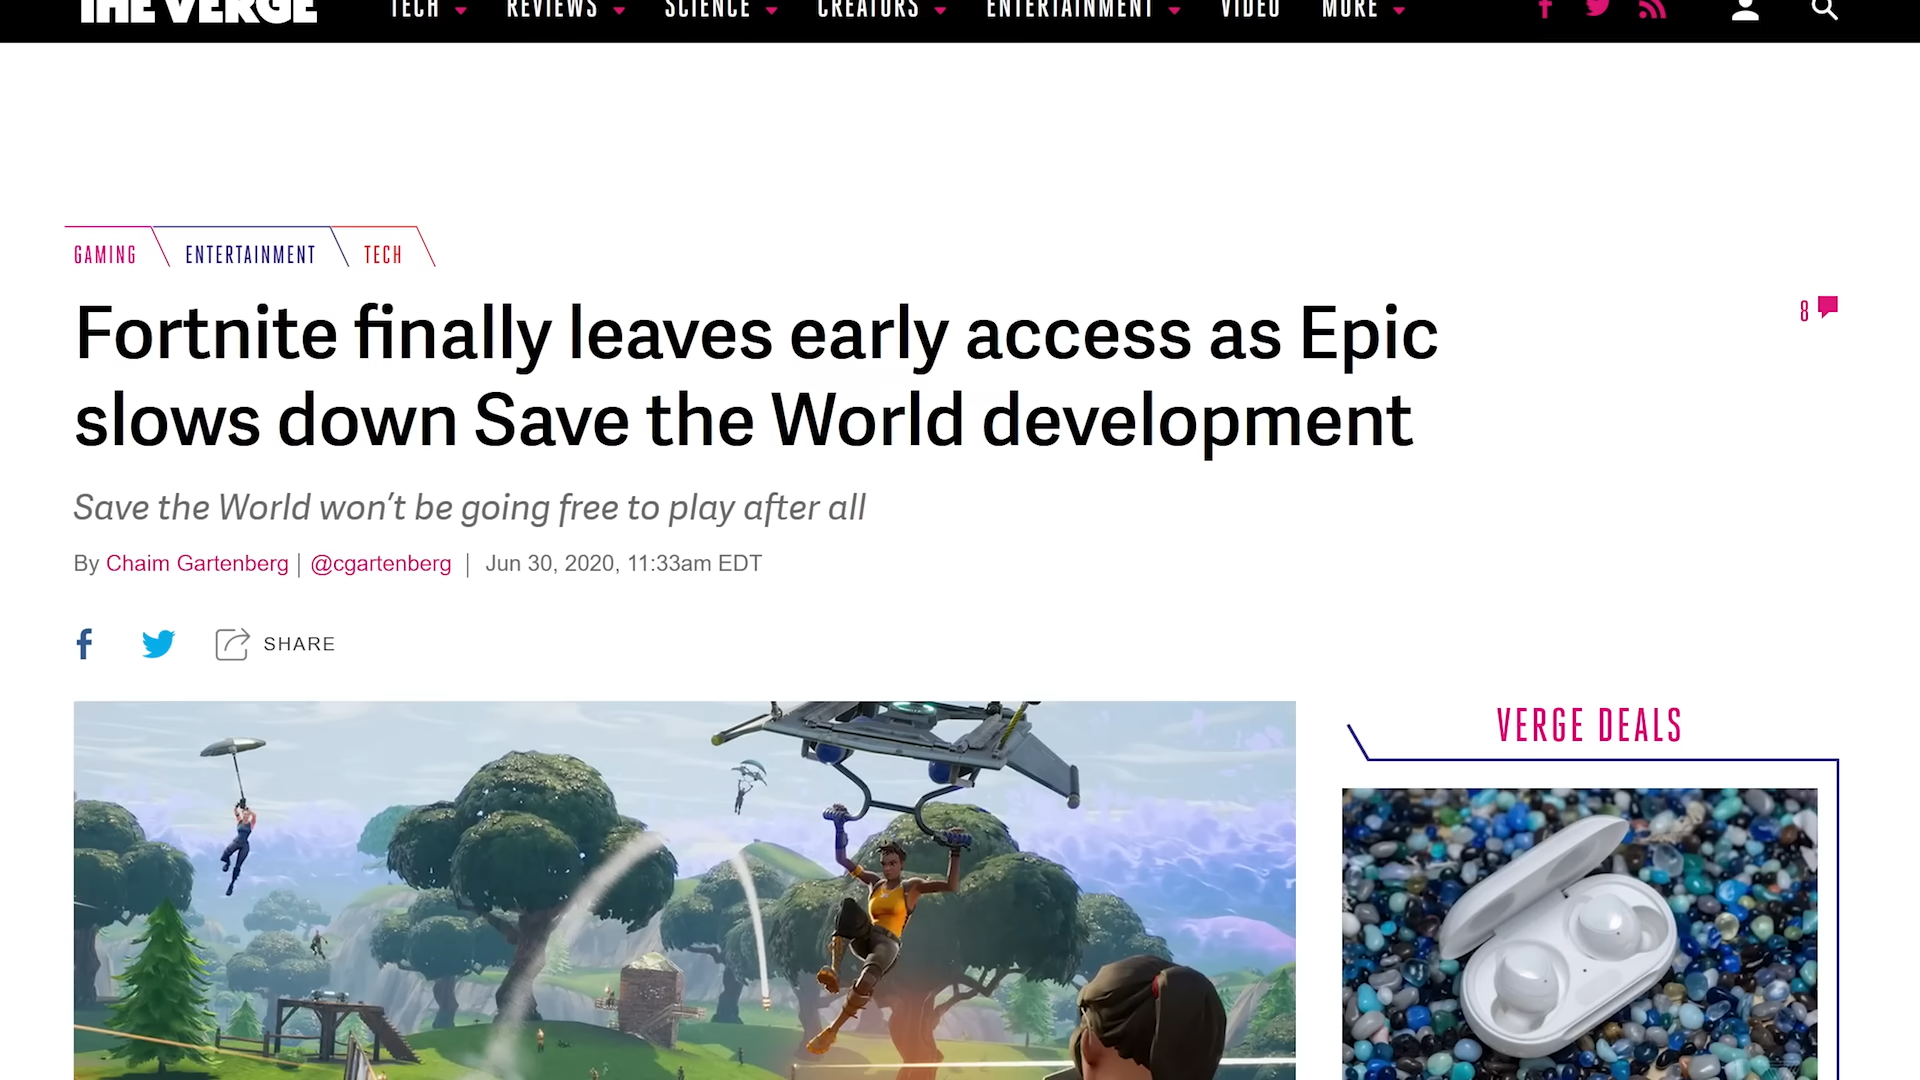 THE VERGE
TECH REVIEWS SCIENCE CREATORS ENTERTAINMENT VIDEO MORE
GAMING ENTERTAINMENT TECH
Fortnite finally leaves early access as Epic
slows down Save the World development
8
Save the World won’t be going free to play after all
By Chaim Gartenberg | @cgartenberg | Jun 30, 2020, 11:33am EDT
SHARE
VERGE DEALS